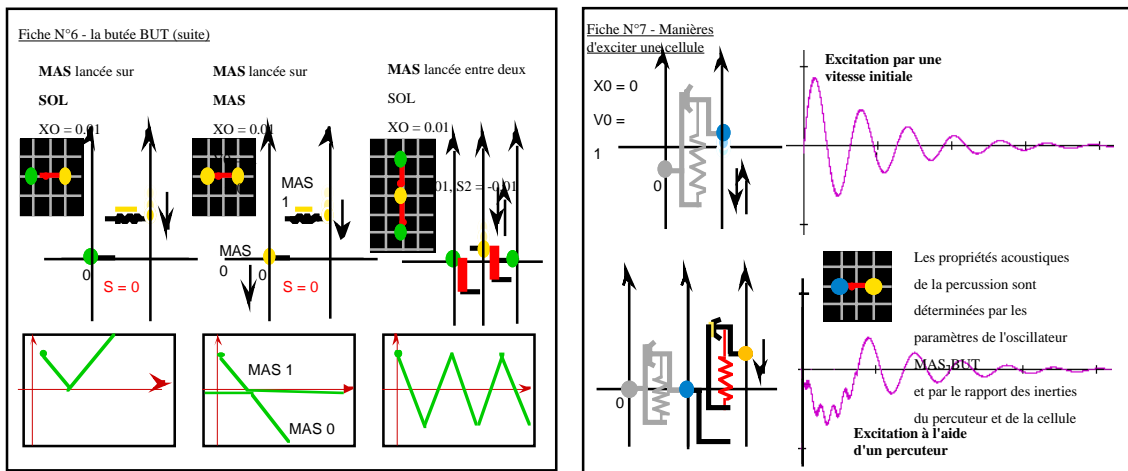 Fiche N°6 - la butée BUT (suite)
MAS lancée sur
SOL
XO = 0.01
MAS lancée sur
MAS
XO = 0.01
MAS lancée entre deux
SOL
XO = 0.01
01, S2 = -0.01
MAS
1
MAS
0
0
0
S = 0
S = 0
MAS 1
MAS 0
Fiche N°7 - Manières
d'exciter une cellule
X0 = 0
V0 =
1
0
Excitation par une
vitesse initiale
Les propriétés acoustiques
de la percussion sont
déterminées par les
paramètres de l'oscillateur
MAS-BUT
et par le rapport des inerties
du percuteur et de la cellule
0
Excitation à l'aide
d'un percuteur